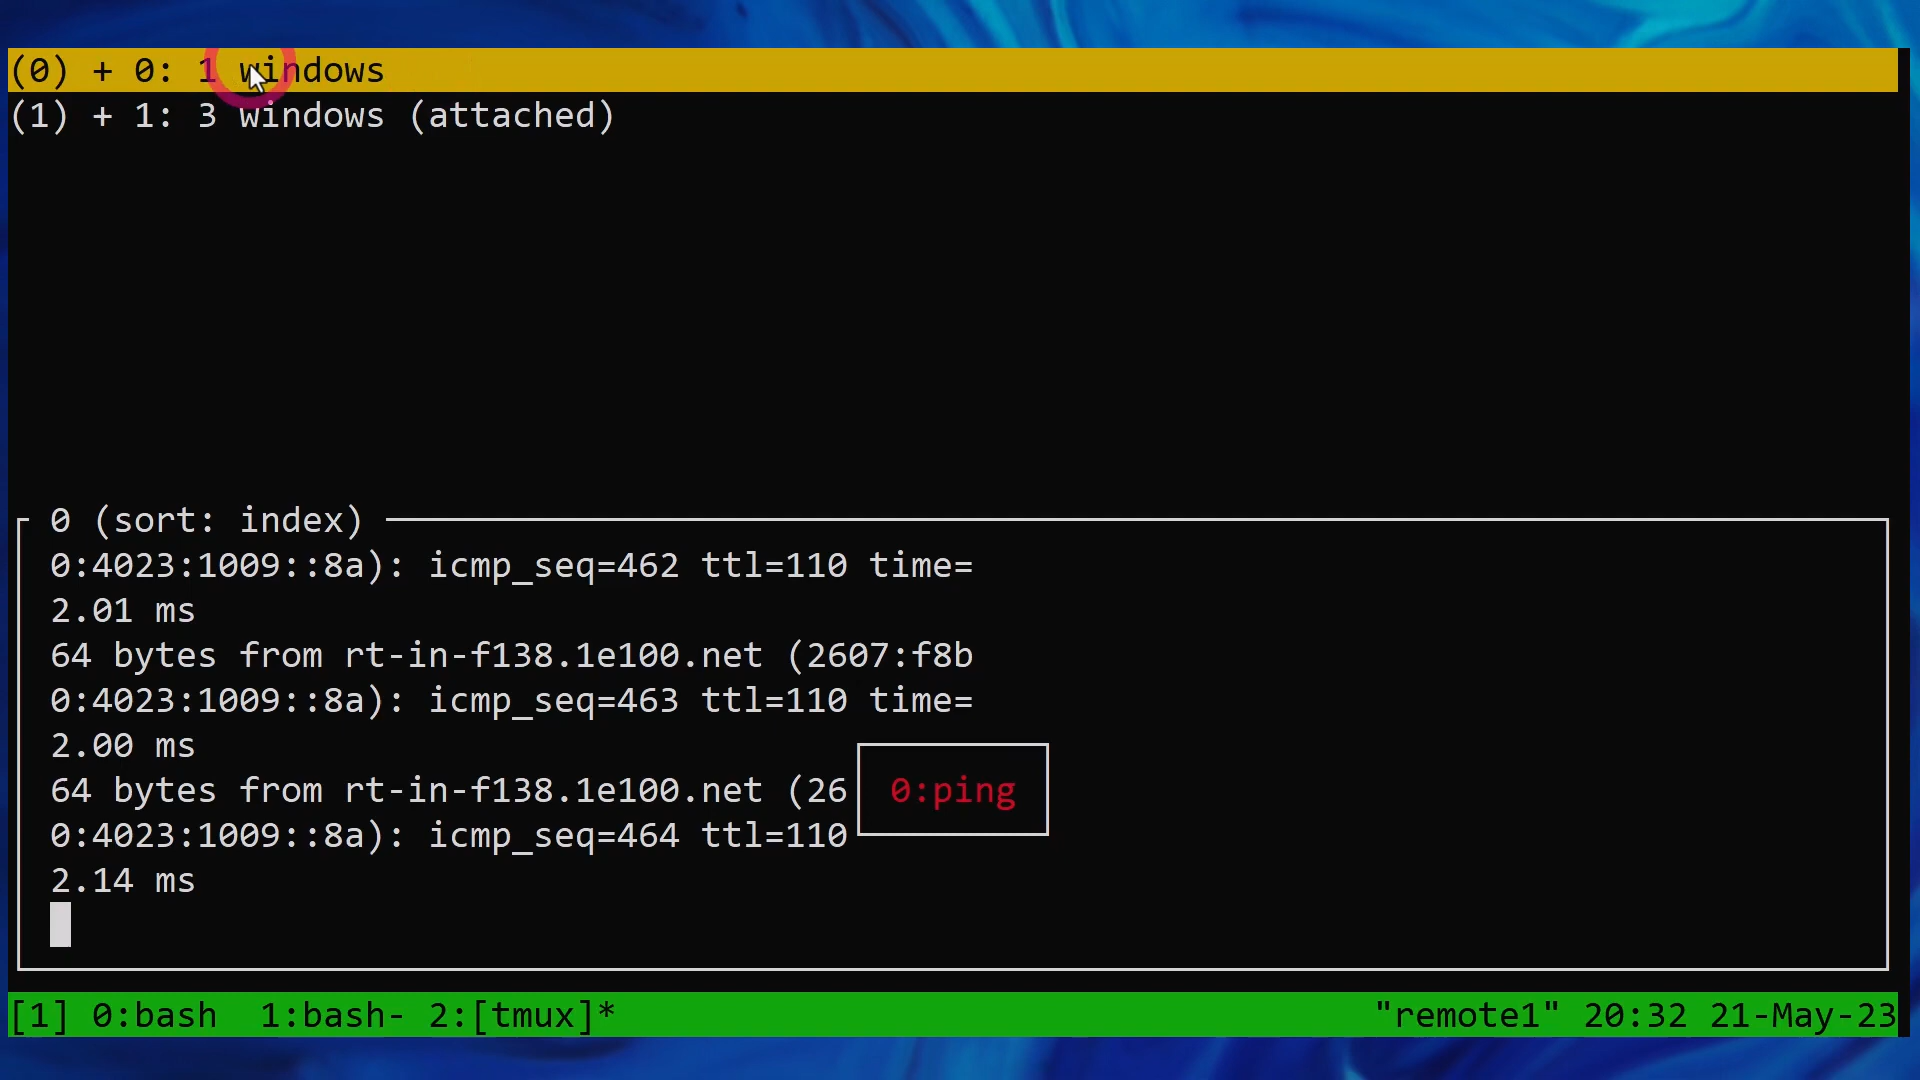 (0) + 0: 1 windows
(1) + 1: 3 windows (attached)
0 (sort: index)
0:4023:1009::8a): icmp_seq=462 ttl=110 time=
2.01 ms
64 bytes from rt-in-f138.1e100.net (2607:f8b
0:4023:1009::8a): icmp_seq=463 ttl=110 time=
2.00 ms
64 bytes from rt-in-f138.1e100.net (26
0:ping
0:4023:1009::8a): icmp_seq=464 ttl=110
2.14 ms
[1] 0:bash  1:bash- 2:[tmux]* "remote1" 20:32 21-May-23